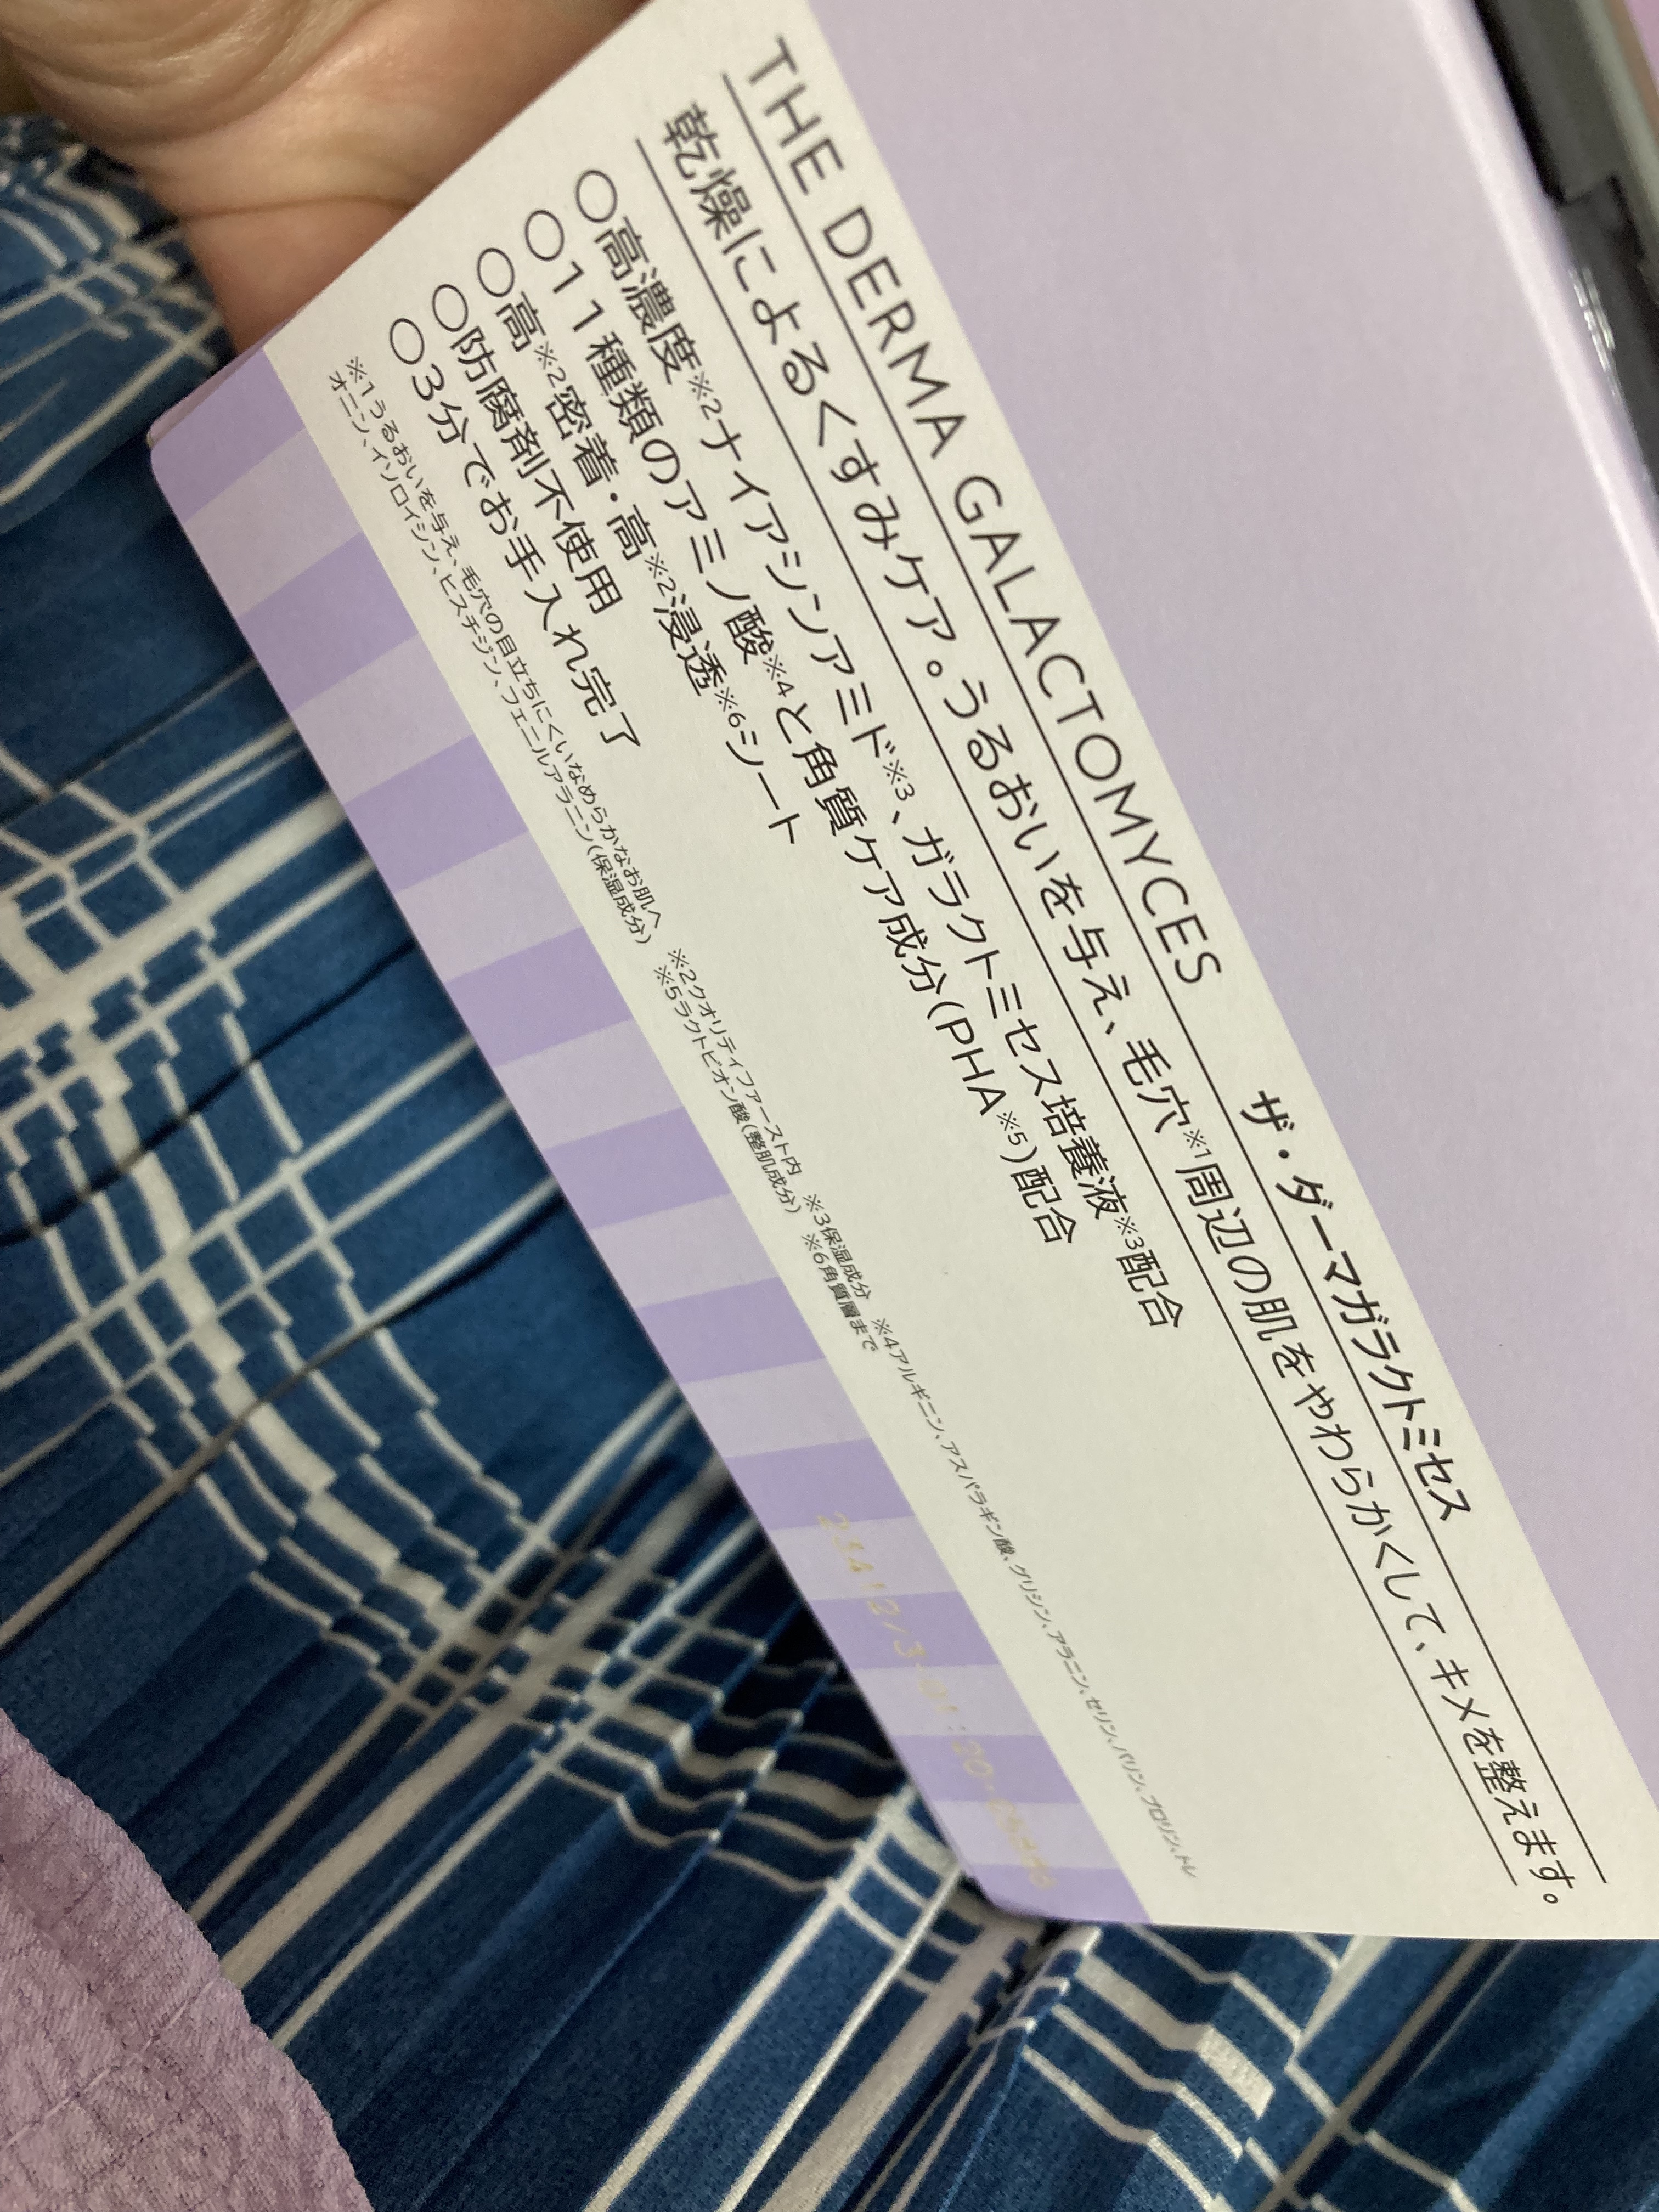 THE DERMA GALACTOMYCES ザ・ダーマガラクトミセス
乾燥によるくすみケア。うるおいを与え、毛穴※1周辺の肌をやわらかくして、キメを整えます。
〇高濃度※2ナイアシンアミド※3、ガラクトミセス培養液※3配合
〇11種類のアミノ酸※4と角質ケア成分(PHA※5)配合
〇高※2密着・高※2浸透※6シート
〇防腐剤不使用
〇3分でお手入れ完了
※1うるおいを与え、毛穴の目立ちにくいなめらかなお肌へ ※2クオリティファースト内 ※3保湿成分 ※4アルギニン、アスパラギン酸、グリシン、アラニン、セリン、バリン、プロリン、トレ
オニン、イソロイシン、ヒスチジン、フェニルアラニン(保湿成分) ※5ラクトビオン酸(整肌成分) ※6角質層まで